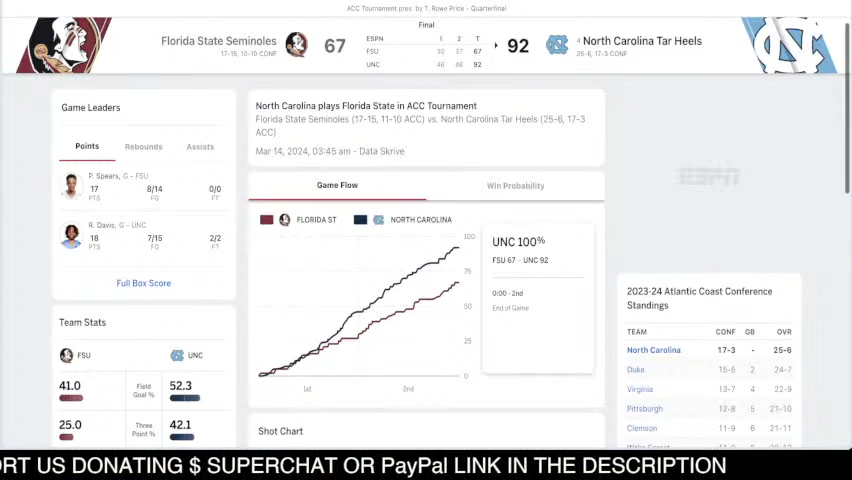 ACC Tournament pres. by T. Rowe Price - Quarterfinal
Florida State Seminoles
17-15, 10-10 CONF
67
Final
ESPN 1 2 T
FSU 30 37 67
UNC 46 46 92
92
4 North Carolina Tar Heels
25-6, 17-3 CONF
Game Leaders
Points Rebounds Assists
P. Spears, G - FSU
17 8/14 0/0
PTS FG FT
R. Davis, G - UNC
18 7/15 2/2
PTS FG FT
Full Box Score
Team Stats
FSU UNC
41.0 Field Goal % 52.3
25.0 Three Point % 42.1
North Carolina plays Florida State in ACC Tournament
Florida State Seminoles (17-15, 11-10 ACC) vs. North Carolina Tar Heels (25-6, 17-3
ACC)
Mar 14, 2024, 03:45 am - Data Skrive
Game Flow Win Probability
FLORIDA ST NORTH CAROLINA
100
75
50
25
0
1st 2nd
UNC 100%
FSU 67 - UNC 92
0:00 - 2nd
End of Game
Shot Chart
ESPN
2023-24 Atlantic Coast Conference
Standings
TEAM CONF GB OVR
North Carolina 17-3 - 25-6
Duke 15-5 2 24-7
Virginia 13-7 4 22-9
Pittsburgh 12-8 5 21-10
Clemson 11-9 6 21-11
ORT US DONATING $ SUPERCHAT OR PayPal LINK IN THE DESCRIPTION